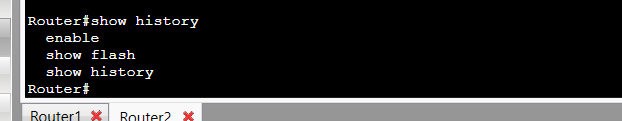 Router#show history
  enable
  show flash
  show history
Router#
Router1
Router2